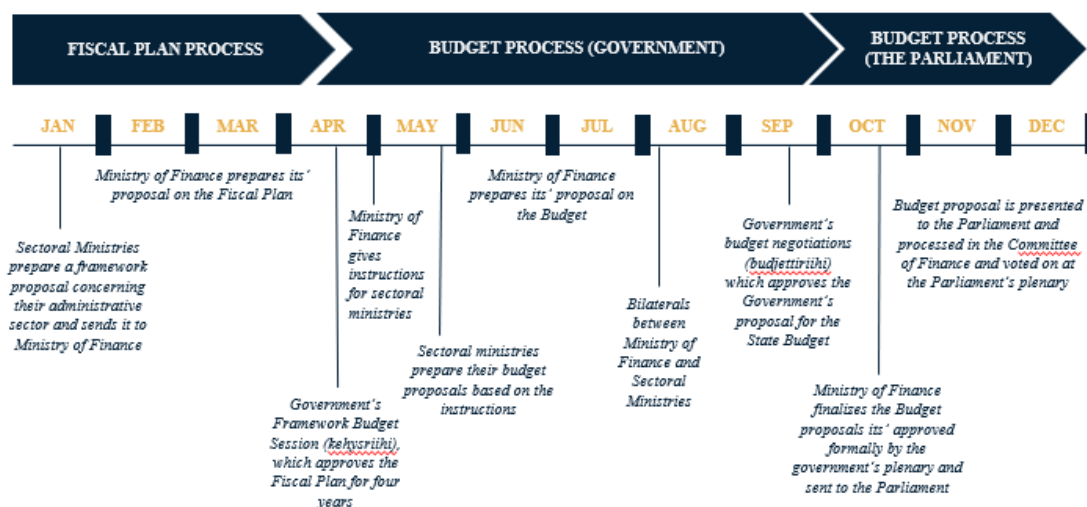 FISCAL PLAN PROCESS
BUDGET PROCESS (GOVERNMENT)
BUDGET PROCESS
(THE PARLIAMENT)
JAN
FEB
MAR
APR
MAY
JUN
JUL
AUG
SEP
OCT
NOV
DEC
Sectoral Ministries
prepare a framework
proposal concerning
their administrative
sector and sends it to
Ministry of Finance
Ministry of Finance prepares its'
proposal on the Fiscal Plan
Government's
Framework Budget
Session (kehysriihi),
which approves the
Fiscal Plan for four
years
Ministry of
Finance
gives
instructions
for sectoral
ministries
Sectoral ministries
prepare their budget
proposals based on the
instructions
Ministry of Finance
prepares its' proposal on
the Budget
Bilaterals
between
Ministry of
Finance and
Sectoral
Ministries
Government's
budget negotiations
(budjettiriihi)
which approves the
Government's
proposal for the
State Budget
Ministry of Finance
finalizes the Budget
proposals its' approved
formally by the
government's plenary and
sent to the Parliament
Budget proposal is presented
to the Parliament and
processed in the Committee
of Finance and voted on at
the Parliament's plenary